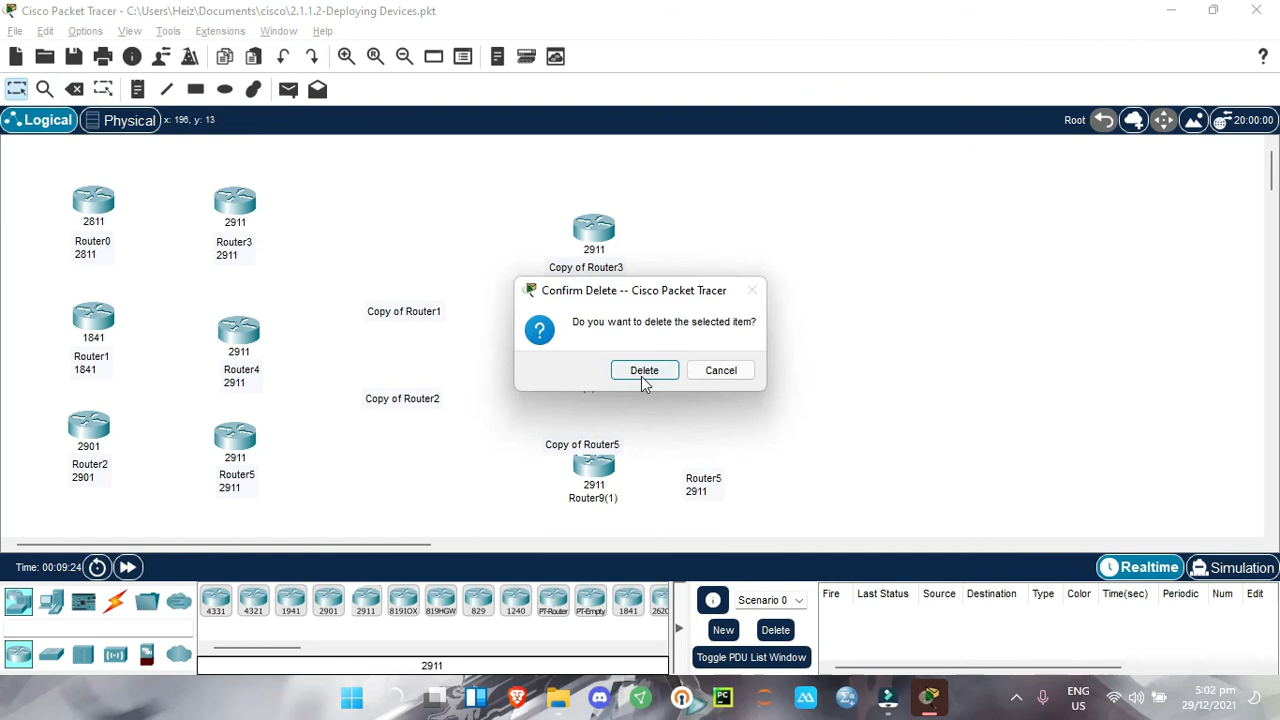 Cisco Packet Tracer - C:\Users\Heiz\Documents\cisco\2.1.1.2-Deploying Devices.pkt
File Edit Options View Tools Extensions Window Help
?
Logical Physical x: 196, y: 13 Root 20:00:00
2811
Router0
2811
2911
Router3
2911
2911
Copy of Router3
1841
Router1
1841
2911
Router4
2911
Copy of Router1
Confirm Delete -- Cisco Packet Tracer
Do you want to delete the selected item?
Delete Cancel
Copy of Router2
2901
Router2
2901
2911
Router5
2911
Copy of Router5
2911
Router9(1)
Router5
2911
Time: 00:09:24 Realtime Simulation
4331 4321 1941 2901 2911 819IOX 819HGW 829 1240 PT-Router PT-Empty 1841 2620
2911
Scenario 0
New Delete
Toggle PDU List Window
Fire Last Status Source Destination Type Color Time(sec) Periodic Num Edit
PC
ENG
US
5:02 pm
29/12/2021